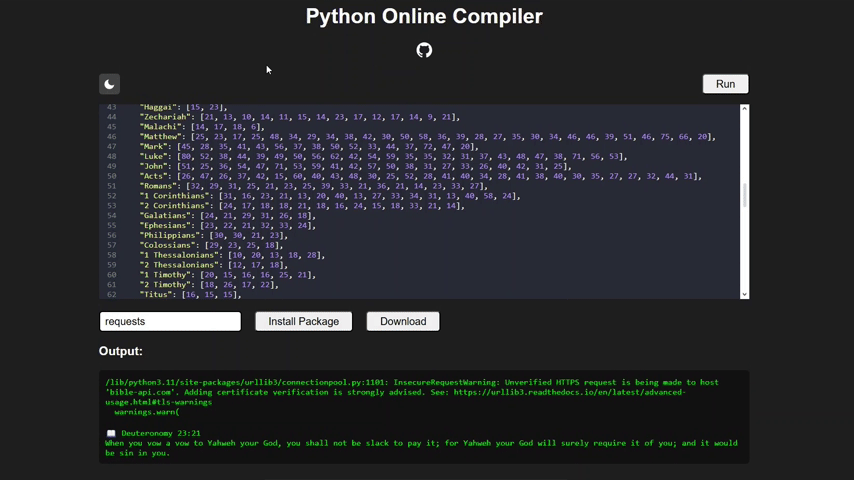 Python Online Compiler
Run
43 "Haggai": [15, 23],
44 "Zechariah": [21, 13, 10, 14, 11, 15, 14, 23, 17, 12, 17, 14, 9, 21],
45 "Malachi": [14, 17, 18, 6],
46 "Matthew": [25, 23, 17, 25, 48, 34, 29, 34, 38, 42, 30, 50, 58, 36, 39, 28, 27, 35, 30, 34, 46, 46, 39, 51, 46, 75, 66, 20],
47 "Mark": [45, 28, 35, 41, 43, 56, 37, 38, 50, 52, 33, 44, 37, 72, 47, 20],
48 "Luke": [80, 52, 38, 44, 39, 49, 50, 56, 62, 42, 54, 59, 35, 35, 32, 31, 37, 43, 48, 47, 38, 71, 56, 53],
49 "John": [51, 25, 36, 54, 47, 71, 53, 59, 41, 42, 57, 50, 38, 31, 27, 33, 26, 40, 42, 31, 25],
50 "Acts": [26, 47, 26, 37, 42, 15, 60, 40, 43, 48, 30, 25, 52, 28, 41, 40, 34, 28, 41, 38, 40, 30, 35, 27, 27, 32, 44, 31],
51 "Romans": [32, 29, 31, 25, 21, 23, 25, 39, 33, 21, 36, 21, 14, 23, 33, 27],
52 "1 Corinthians": [31, 16, 23, 21, 13, 20, 40, 13, 27, 33, 34, 31, 13, 40, 58, 24],
53 "2 Corinthians": [24, 17, 18, 18, 21, 18, 16, 24, 15, 18, 33, 21, 14],
54 "Galatians": [24, 21, 29, 31, 26, 18],
55 "Ephesians": [23, 22, 21, 32, 33, 24],
56 "Philippians": [30, 30, 21, 23],
57 "Colossians": [29, 23, 25, 18],
58 "1 Thessalonians": [10, 20, 13, 18, 28],
59 "2 Thessalonians": [12, 17, 18],
60 "1 Timothy": [20, 15, 16, 16, 25, 21],
61 "2 Timothy": [18, 26, 17, 22],
62 "Titus": [16, 15, 15],
requests Install Package Download
Output:
/lib/python3.11/site-packages/urllib3/connectionpool.py:1101: InsecureRequestWarning: Unverified HTTPS request is being made to host
'bible-api.com'. Adding certificate verification is strongly advised. See: https://urllib3.readthedocs.io/en/latest/advanced-
usage.html#tls-warnings
warnings.warn(
📖 Deuteronomy 23:21
When you vow a vow to Yahweh your God, you shall not be slack to pay it; for Yahweh your God will surely require it of you; and it would
be sin in you.